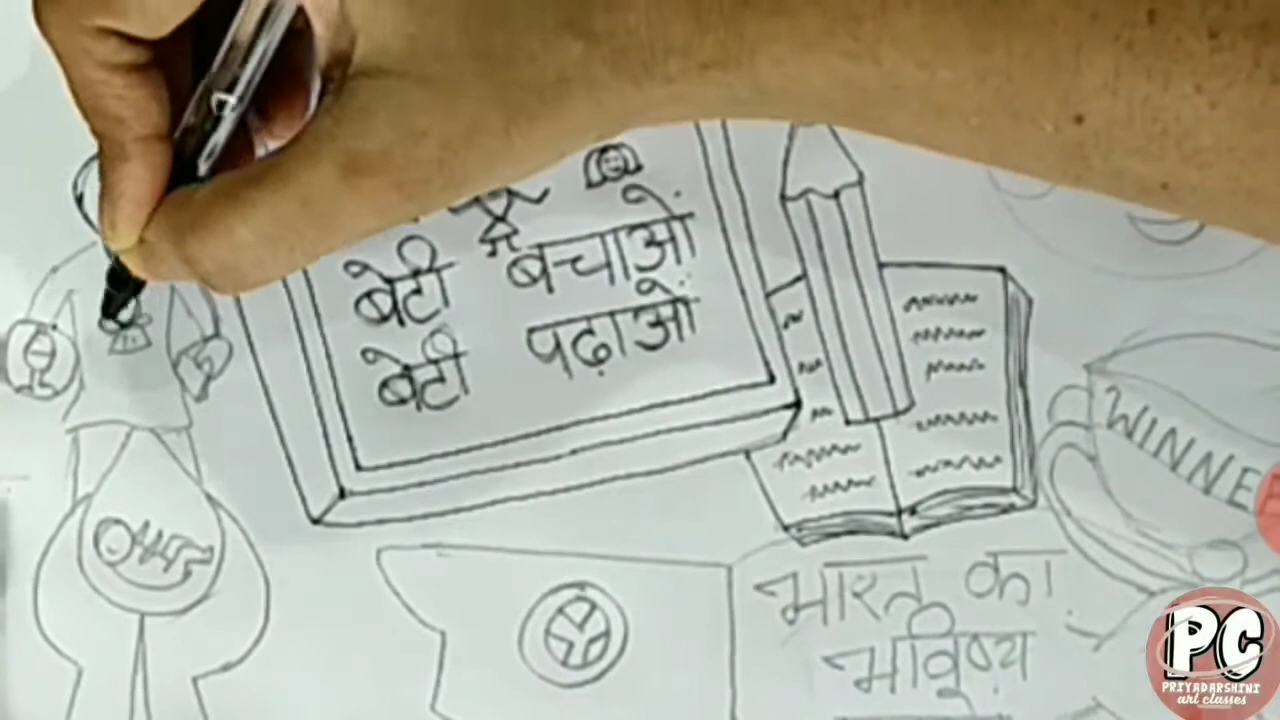 बेटी बचाओं
बेटी पढ़ाओं
WINNE
भारत का
भविष्य
PC
PRIYADARSHINI
art classes